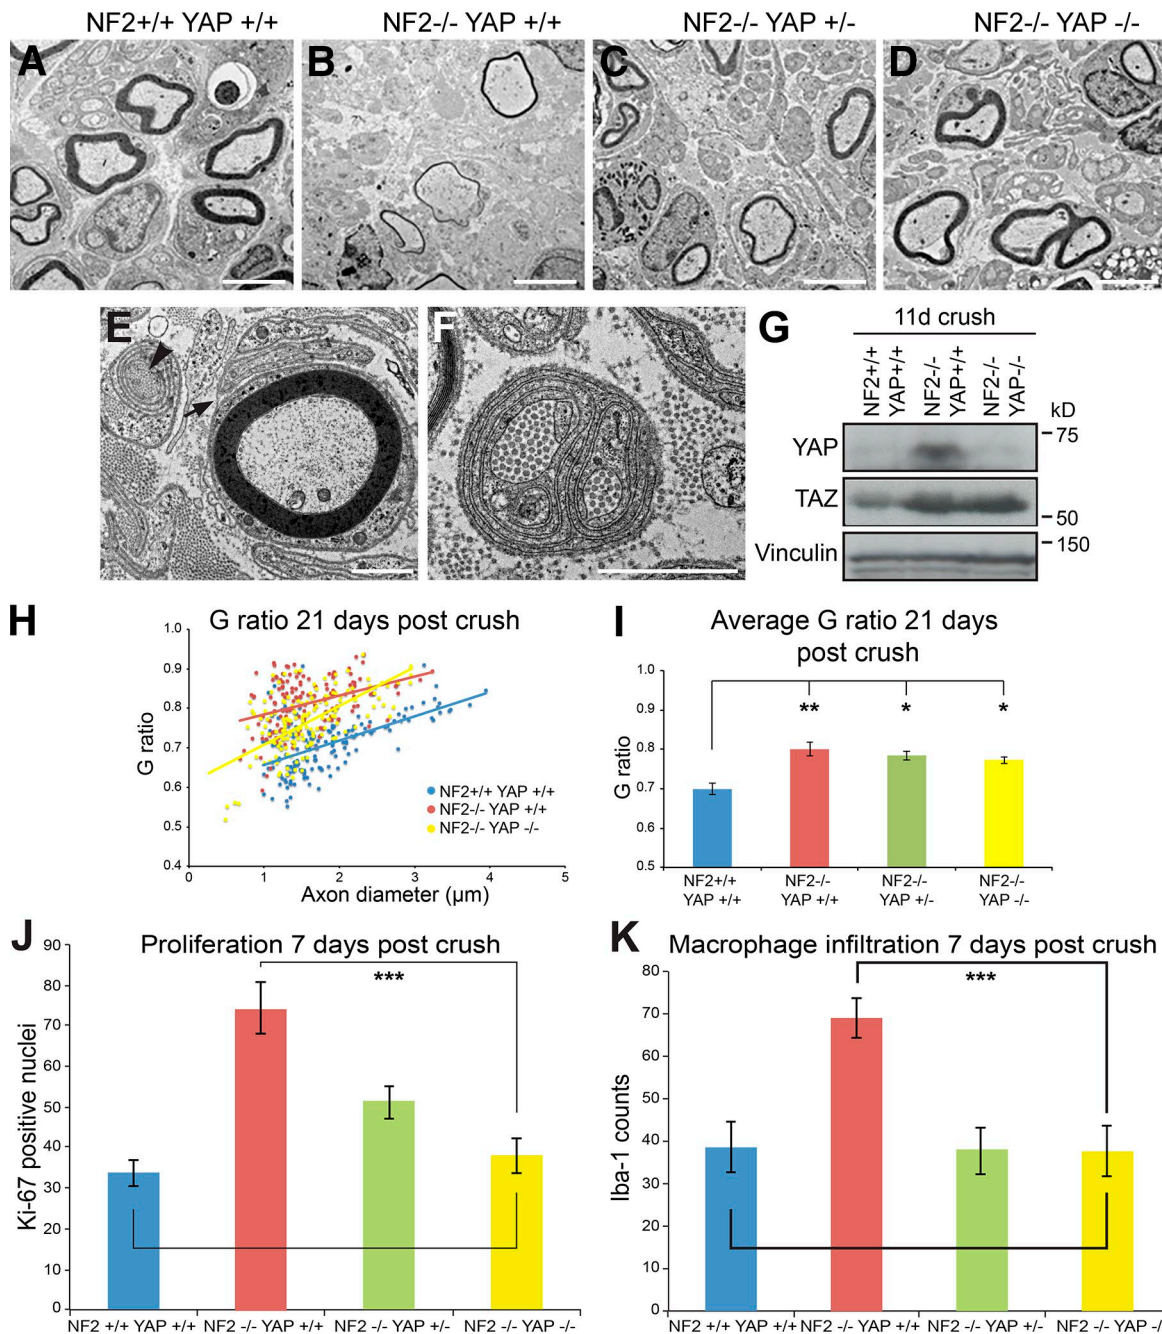 NF2+/+ YAP +/+
NF2-/- YAP +/+
NF2-/- YAP +/-
NF2-/- YAP -/-
A
B
C
D
E
F
G
11d crush
NF2+/+
YAP+/+
NF2-/-
YAP+/+
NF2-/-
YAP-/-
kD
YAP
75
TAZ
50
Vinculin
150
H
G ratio 21 days post crush
G ratio
1.0
0.9
0.8
0.7
0.6
0.5
0.4
0
1
2
3
4
5
Axon diameter (µm)
NF2+/+ YAP +/+
NF2-/- YAP +/+
NF2-/- YAP -/-
I
Average G ratio 21 days
post crush
G ratio
1.0
0.9
0.8
0.7
0.6
0.5
**
*
*
NF2+/+
YAP +/+
NF2-/-
YAP +/+
NF2-/-
YAP +/-
NF2-/-
YAP -/-
J
Proliferation 7 days post crush
Ki-67 positive nuclei
90
80
70
60
50
40
30
20
10
0
***
NF2 +/+ YAP +/+
NF2 -/- YAP +/+
NF2 -/- YAP +/-
NF2 -/- YAP -/-
K
Macrophage infiltration 7 days post crush
Iba-1 counts
80
70
60
50
40
30
20
10
0
***
NF2 +/+ YAP +/+
NF2 -/- YAP +/+
NF2 -/- YAP +/-
NF2 -/- YAP -/